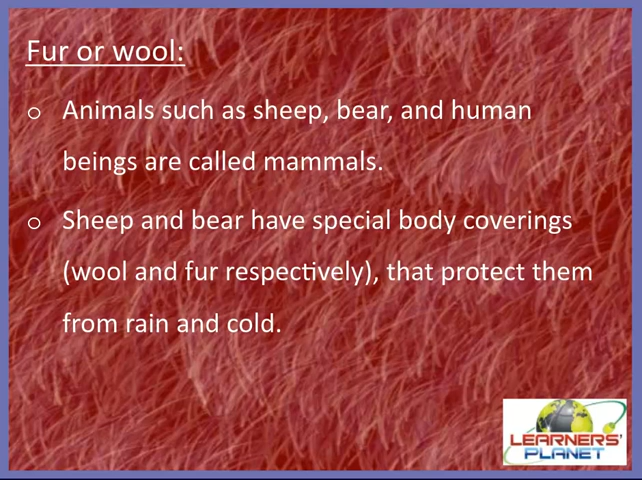 Fur or wool:
o Animals such as sheep, bear, and human
beings are called mammals.
o Sheep and bear have special body coverings
(wool and fur respectively), that protect them
from rain and cold.
LEARNERS'
PLANET